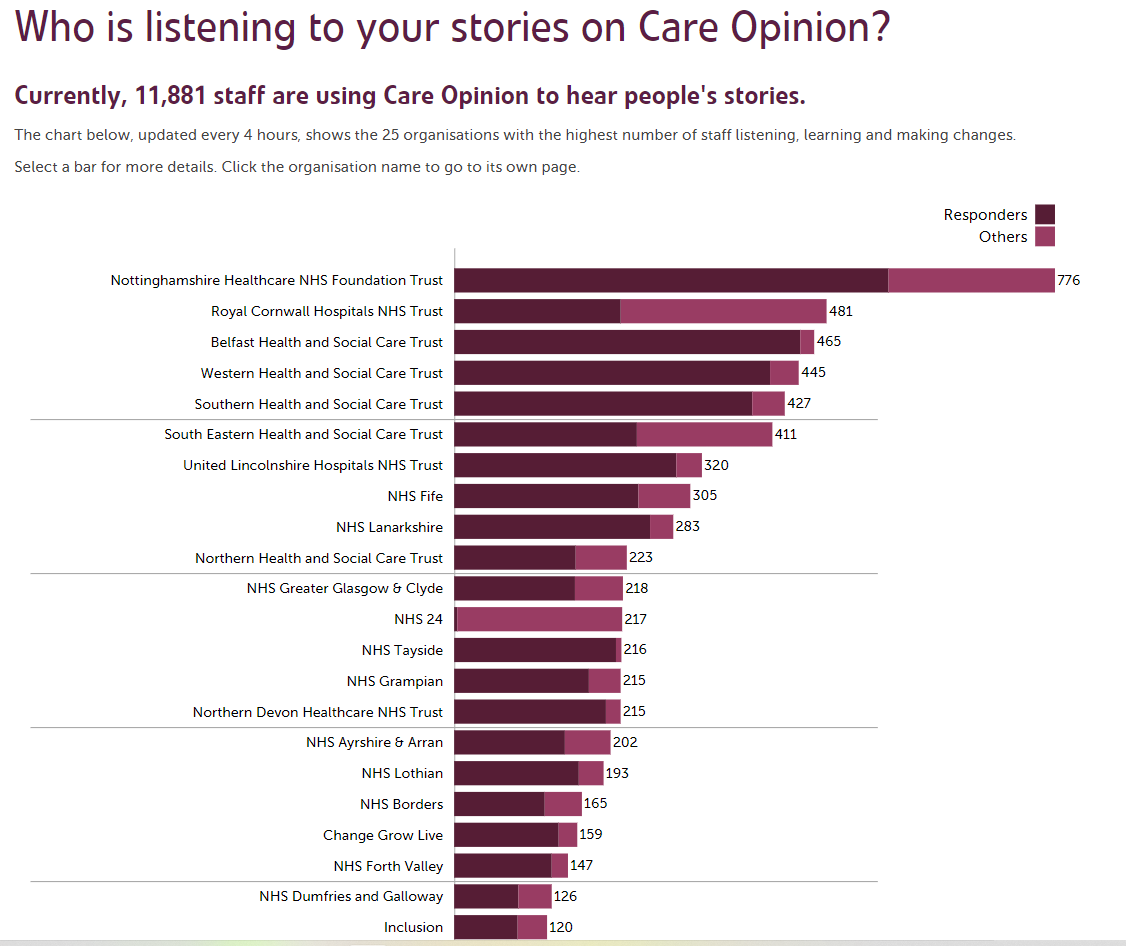 Who is listening to your stories on Care Opinion?
Currently, 11,881 staff are using Care Opinion to hear people's stories.
The chart below, updated every 4 hours, shows the 25 organisations with the highest number of staff listening, learning and making changes.
Select a bar for more details. Click the organisation name to go to its own page.
Responders
Others
Nottinghamshire Healthcare NHS Foundation Trust 776
Royal Cornwall Hospitals NHS Trust 481
Belfast Health and Social Care Trust 465
Western Health and Social Care Trust 445
Southern Health and Social Care Trust 427
South Eastern Health and Social Care Trust 411
United Lincolnshire Hospitals NHS Trust 320
NHS Fife 305
NHS Lanarkshire 283
Northern Health and Social Care Trust 223
NHS Greater Glasgow & Clyde 218
NHS 24 217
NHS Tayside 216
NHS Grampian 215
Northern Devon Healthcare NHS Trust 215
NHS Ayrshire & Arran 202
NHS Lothian 193
NHS Borders 165
Change Grow Live 159
NHS Forth Valley 147
NHS Dumfries and Galloway 126
Inclusion 120